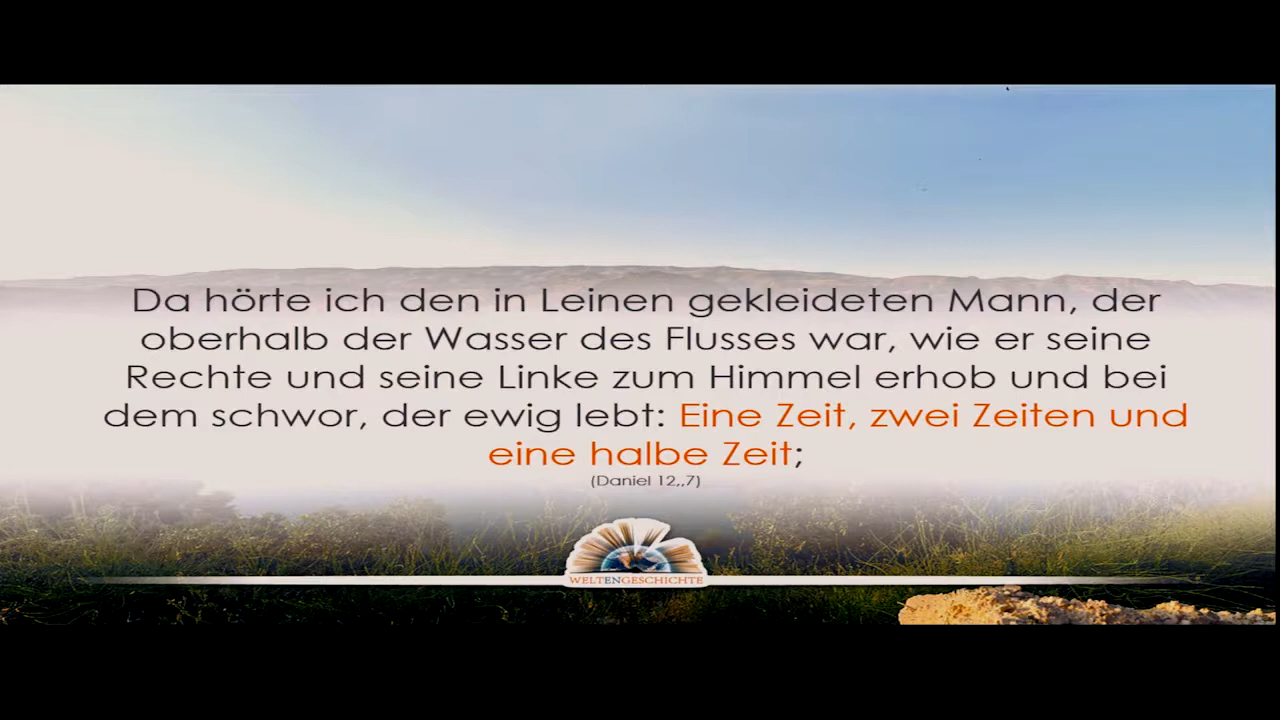 Da hörte ich den in Leinen gekleideten Mann, der
oberhalb der Wasser des Flusses war, wie er seine
Rechte und seine Linke zum Himmel erhob und bei
dem schwor, der ewig lebt: Eine Zeit, zwei Zeiten und
eine halbe Zeit;
(Daniel 12,,7)
WELTENGESCHICHTE